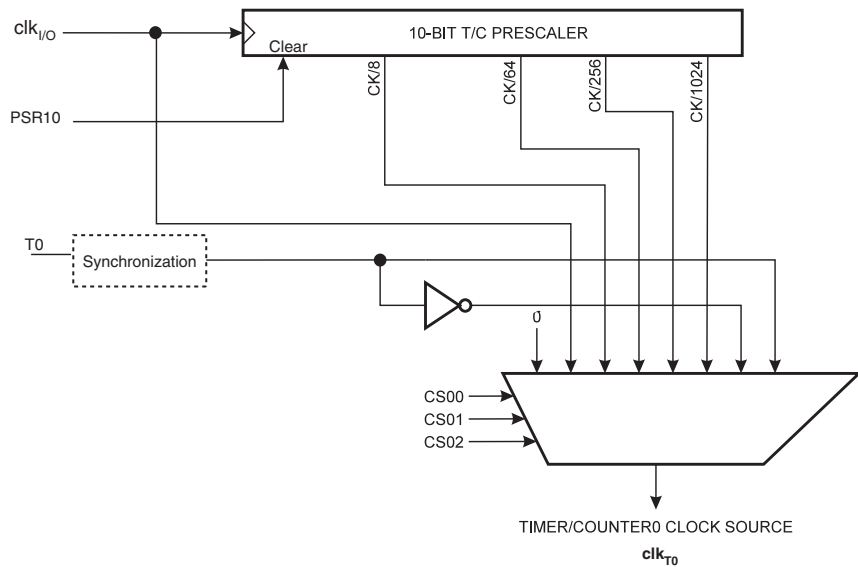 clkI/O
10-BIT T/C PRESCALER
Clear
PSR10
CK/8
CK/64
CK/256
CK/1024
T0
Synchronization
0
CS00
CS01
CS02
TIMER/COUNTER0 CLOCK SOURCE
clkT0